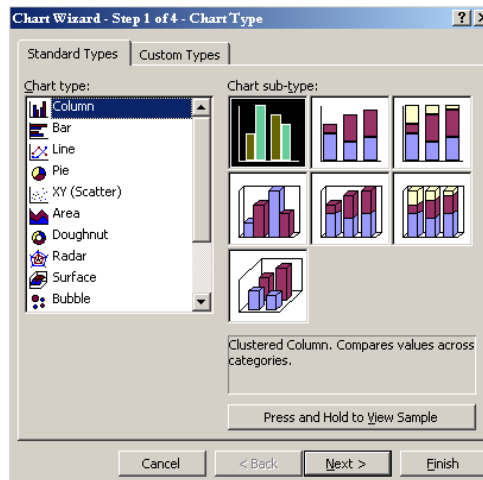 Chart Wizard - Step 1 of 4 - Chart Type
Standard Types
Custom Types
Chart type:
Column
Bar
Line
Pie
XY (Scatter)
Area
Doughnut
Radar
Surface
Bubble
Chart sub-type:
Clustered Column. Compares values across
categories.
Press and Hold to View Sample
Cancel
< Back
Next >
Finish